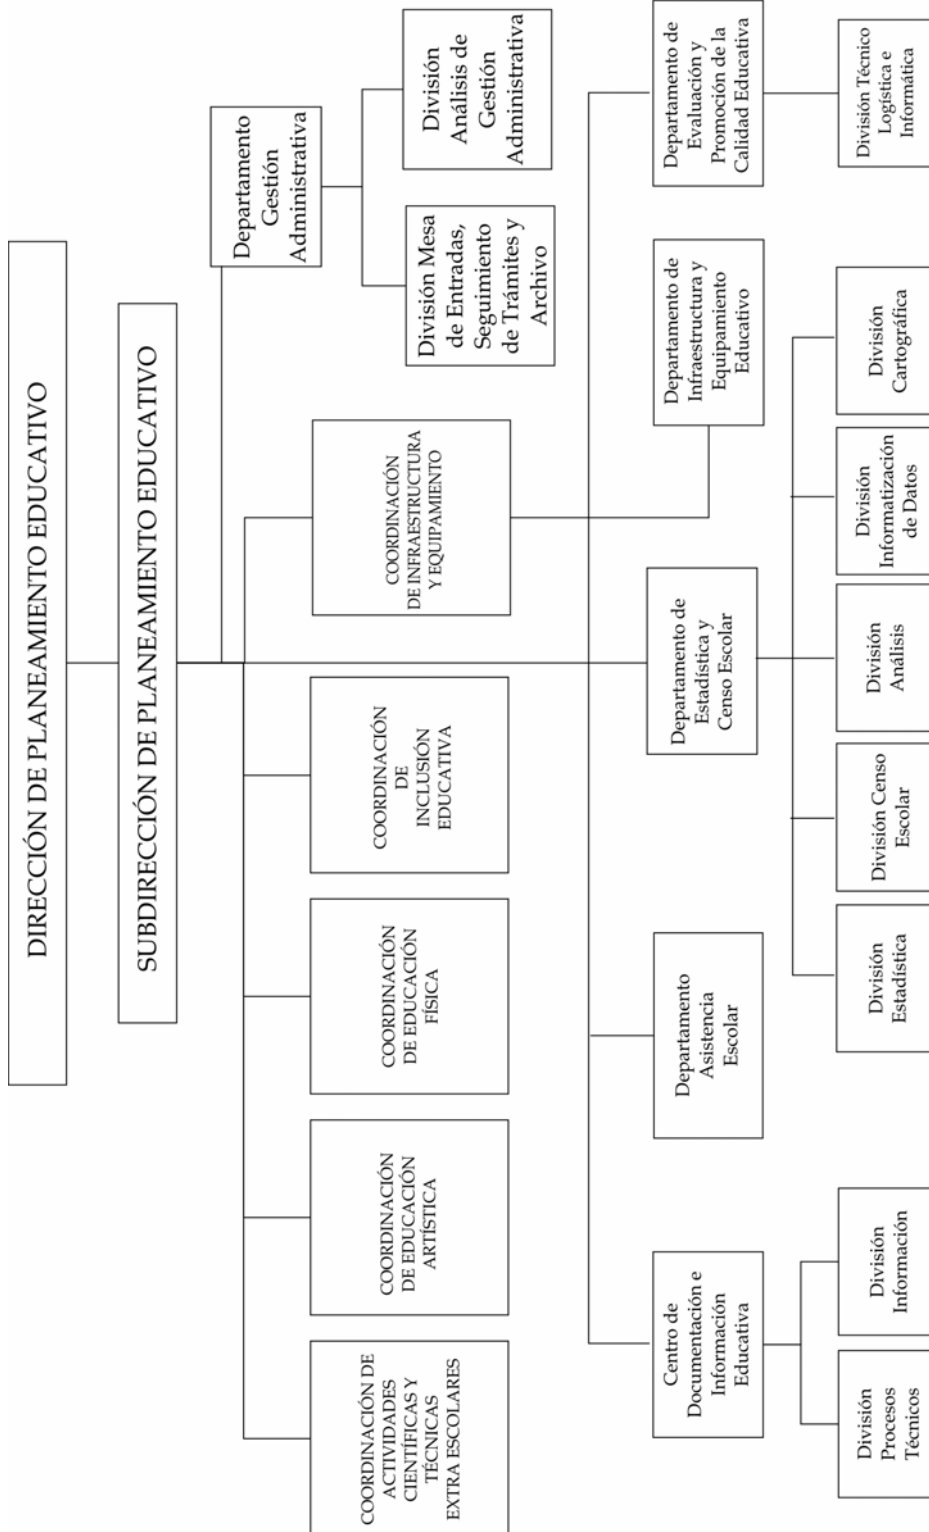 DIRECCIÓN DE PLANEAMIENTO EDUCATIVO
SUBDIRECCIÓN DE PLANEAMIENTO EDUCATIVO
Departamento
Gestión
Administrativa
División Mesa
de Entradas,
Seguimiento
de Trámites y
Archivo
División
Análisis de
Gestión
Administrativa
COORDINACIÓN DE
ACTIVIDADES
CIENTÍFICAS Y
TÉCNICAS
EXTRA ESCOLARES
COORDINACIÓN
DE EDUCACIÓN
ARTÍSTICA
COORDINACIÓN
DE EDUCACIÓN
FÍSICA
COORDINACIÓN
DE
INCLUSIÓN
EDUCATIVA
COORDINACIÓN
DE INFRAESTRUCTURA
Y EQUIPAMIENTO
Centro de
Documentación e
Información
Educativa
Departamento
Asistencia
Escolar
Departamento de
Estadística y
Censo Escolar
Departamento de
Infraestructura y
Equipamiento
Educativo
Departamento de
Evaluación y
Promoción de la
Calidad Educativa
División
Procesos
Técnicos
División
Información
División
Estadística
División Censo
Escolar
División
Análisis
División
Informatización
de Datos
División
Cartográfica
División Técnico
Logística e
Informática